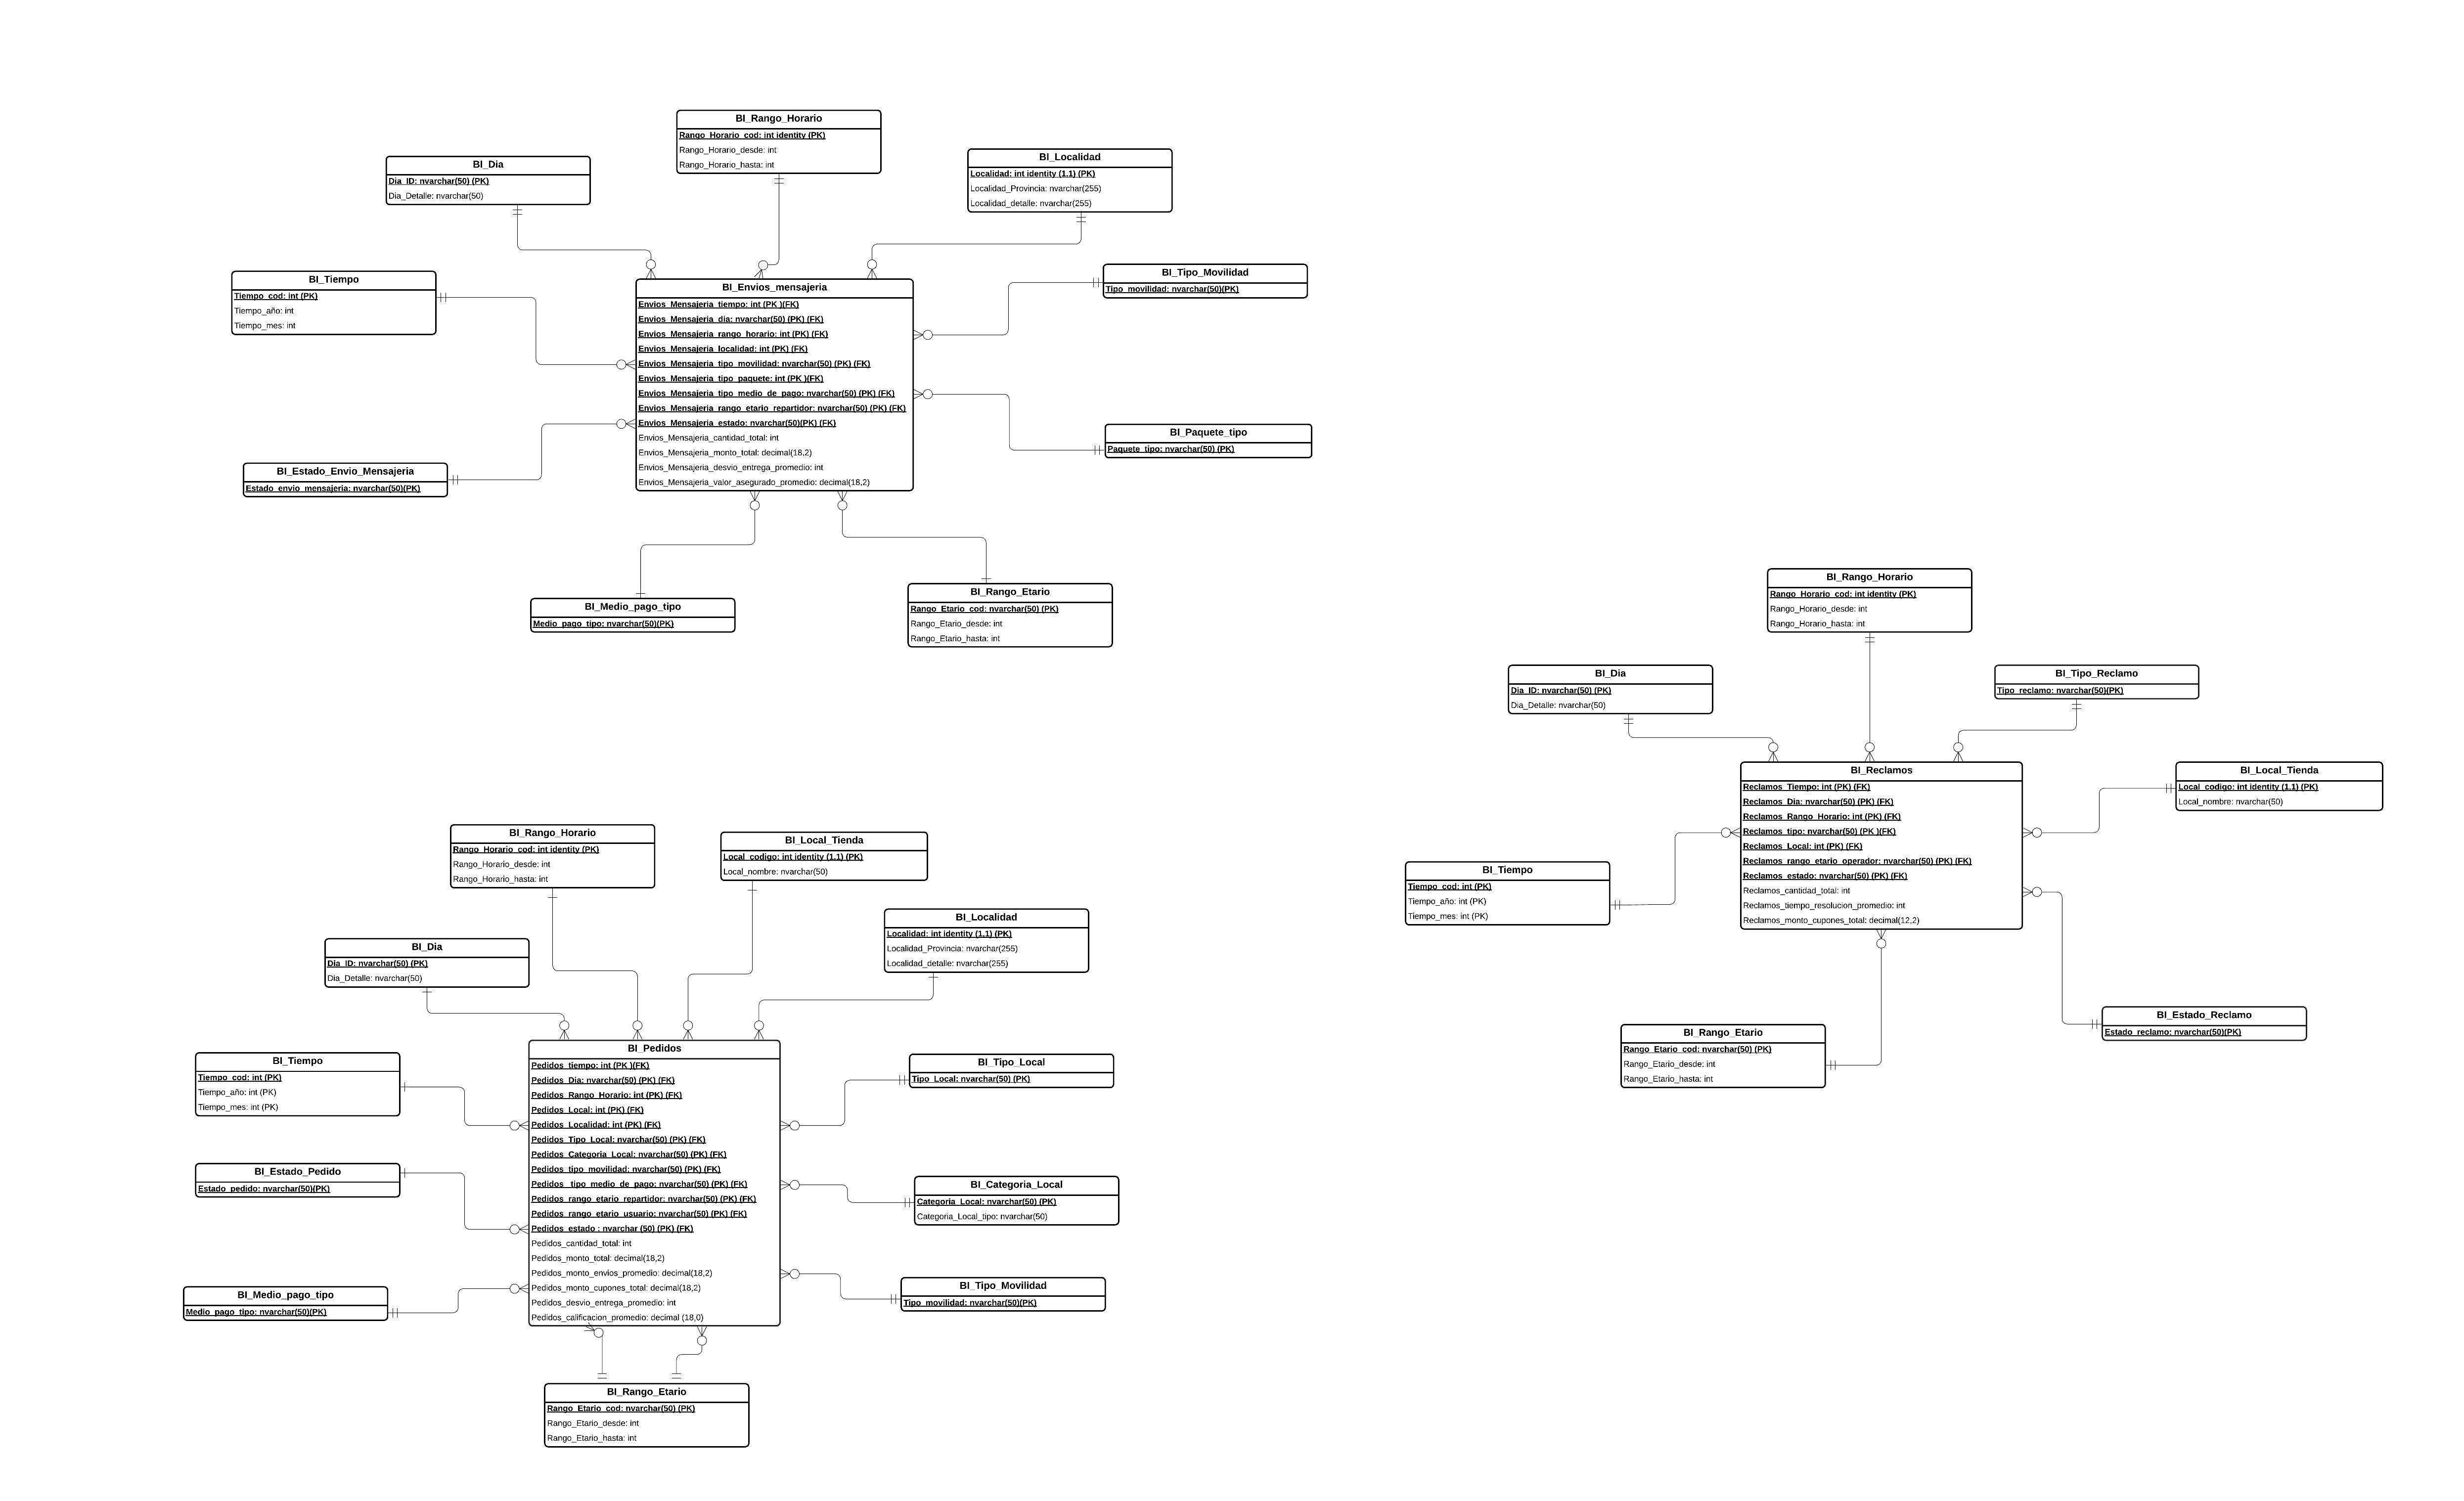 BI_Rango_Horario
Rango_Horario_cod: int identity (PK)
Rango_Horario_desde: int
Rango_Horario_hasta: int
BI_Dia
Dia_ID: nvarchar(50) (PK)
Dia_Detalle: nvarchar(50)
BI_Localidad
Localidad: int identity (1,1) (PK)
Localidad_Provincia: nvarchar(255)
Localidad_detalle: nvarchar(255)
BI_Tiempo
Tiempo_cod: int (PK)
Tiempo_año: int
Tiempo_mes: int
BI_Envios_mensajeria
Envios_Mensajeria_tiempo: int (PK )(FK)
Envios_Mensajeria_dia: nvarchar(50) (PK) (FK)
Envios_Mensajeria_rango_horario: int (PK) (FK)
Envios_Mensajeria_localidad: int (PK) (FK)
Envios_Mensajeria_tipo_movilidad: nvarchar(50) (PK) (FK)
Envios_Mensajeria_tipo_paquete: int (PK )(FK)
Envios_Mensajeria_tipo_medio_de_pago: nvarchar(50) (PK) (FK)
Envios_Mensajeria_rango_etario_repartidor: nvarchar(50) (PK) (FK)
Envios_Mensajeria_estado: nvarchar(50)(PK) (FK)
Envios_Mensajeria_cantidad_total: int
Envios_Mensajeria_monto_total: decimal(18,2)
Envios_Mensajeria_desvio_entrega_promedio: int
Envios_Mensajeria_valor_asegurado_promedio: decimal(18,2)
BI_Tipo_Movilidad
Tipo_movilidad: nvarchar(50)(PK)
BI_Paquete_tipo
Paquete_tipo: nvarchar(50) (PK)
BI_Estado_Envio_Mensajeria
Estado_envio_mensajeria: nvarchar(50)(PK)
BI_Medio_pago_tipo
Medio_pago_tipo: nvarchar(50)(PK)
BI_Rango_Etario
Rango_Etario_cod: nvarchar(50) (PK)
Rango_Etario_desde: int
Rango_Etario_hasta: int
BI_Rango_Horario
Rango_Horario_cod: int identity (PK)
Rango_Horario_desde: int
Rango_Horario_hasta: int
BI_Dia
Dia_ID: nvarchar(50) (PK)
Dia_Detalle: nvarchar(50)
BI_Tipo_Reclamo
Tipo_reclamo: nvarchar(50)(PK)
BI_Reclamos
Reclamos_Tiempo: int (PK) (FK)
Reclamos_Dia: nvarchar(50) (PK) (FK)
Reclamos_Rango_Horario: int (PK) (FK)
Reclamos_tipo: nvarchar(50) (PK )(FK)
Reclamos_Local: int (PK) (FK)
Reclamos_rango_etario_operador: nvarchar(50) (PK) (FK)
Reclamos_estado: nvarchar(50) (PK) (FK)
Reclamos_cantidad_total: int
Reclamos_tiempo_resolucion_promedio: int
Reclamos_monto_cupones_total: decimal(12,2)
BI_Local_Tienda
Local_codigo: int identity (1,1) (PK)
Local_nombre: nvarchar(50)
BI_Tiempo
Tiempo_cod: int (PK)
Tiempo_año: int (PK)
Tiempo_mes: int (PK)
BI_Estado_Reclamo
Estado_reclamo: nvarchar(50)(PK)
BI_Rango_Etario
Rango_Etario_cod: nvarchar(50) (PK)
Rango_Etario_desde: int
Rango_Etario_hasta: int
BI_Rango_Horario
Rango_Horario_cod: int identity (PK)
Rango_Horario_desde: int
Rango_Horario_hasta: int
BI_Local_Tienda
Local_codigo: int identity (1,1) (PK)
Local_nombre: nvarchar(50)
BI_Localidad
Localidad: int identity (1,1) (PK)
Localidad_Provincia: nvarchar(255)
Localidad_detalle: nvarchar(255)
BI_Dia
Dia_ID: nvarchar(50) (PK)
Dia_Detalle: nvarchar(50)
BI_Tiempo
Tiempo_cod: int (PK)
Tiempo_año: int (PK)
Tiempo_mes: int (PK)
BI_Pedidos
Pedidos_tiempo: int (PK )(FK)
Pedidos_Dia: nvarchar(50) (PK) (FK)
Pedidos_Rango_Horario: int (PK) (FK)
Pedidos_Local: int (PK) (FK)
Pedidos_Localidad: int (PK) (FK)
Pedidos_Tipo_Local: nvarchar(50) (PK) (FK)
Pedidos_Categoria_Local: nvarchar(50) (PK) (FK)
Pedidos_tipo_movilidad: nvarchar(50) (PK) (FK)
Pedidos_ tipo_medio_de_pago: nvarchar(50) (PK) (FK)
Pedidos_rango_etario_repartidor: nvarchar(50) (PK) (FK)
Pedidos_rango_etario_usuario: nvarchar(50) (PK) (FK)
Pedidos_estado : nvarchar (50) (PK) (FK)
Pedidos_cantidad_total: int
Pedidos_monto_total: decimal(18,2)
Pedidos_monto_envios_promedio: decimal(18,2)
Pedidos_monto_cupones_total: decimal(18,2)
Pedidos_desvio_entrega_promedio: int
Pedidos_calificacion_promedio: decimal (18,0)
BI_Tipo_Local
Tipo_Local: nvarchar(50) (PK)
BI_Estado_Pedido
Estado_pedido: nvarchar(50)(PK)
BI_Categoria_Local
Categoria_Local: nvarchar(50) (PK)
Categoria_Local_tipo: nvarchar(50)
BI_Medio_pago_tipo
Medio_pago_tipo: nvarchar(50)(PK)
BI_Tipo_Movilidad
Tipo_movilidad: nvarchar(50)(PK)
BI_Rango_Etario
Rango_Etario_cod: nvarchar(50) (PK)
Rango_Etario_desde: int
Rango_Etario_hasta: int